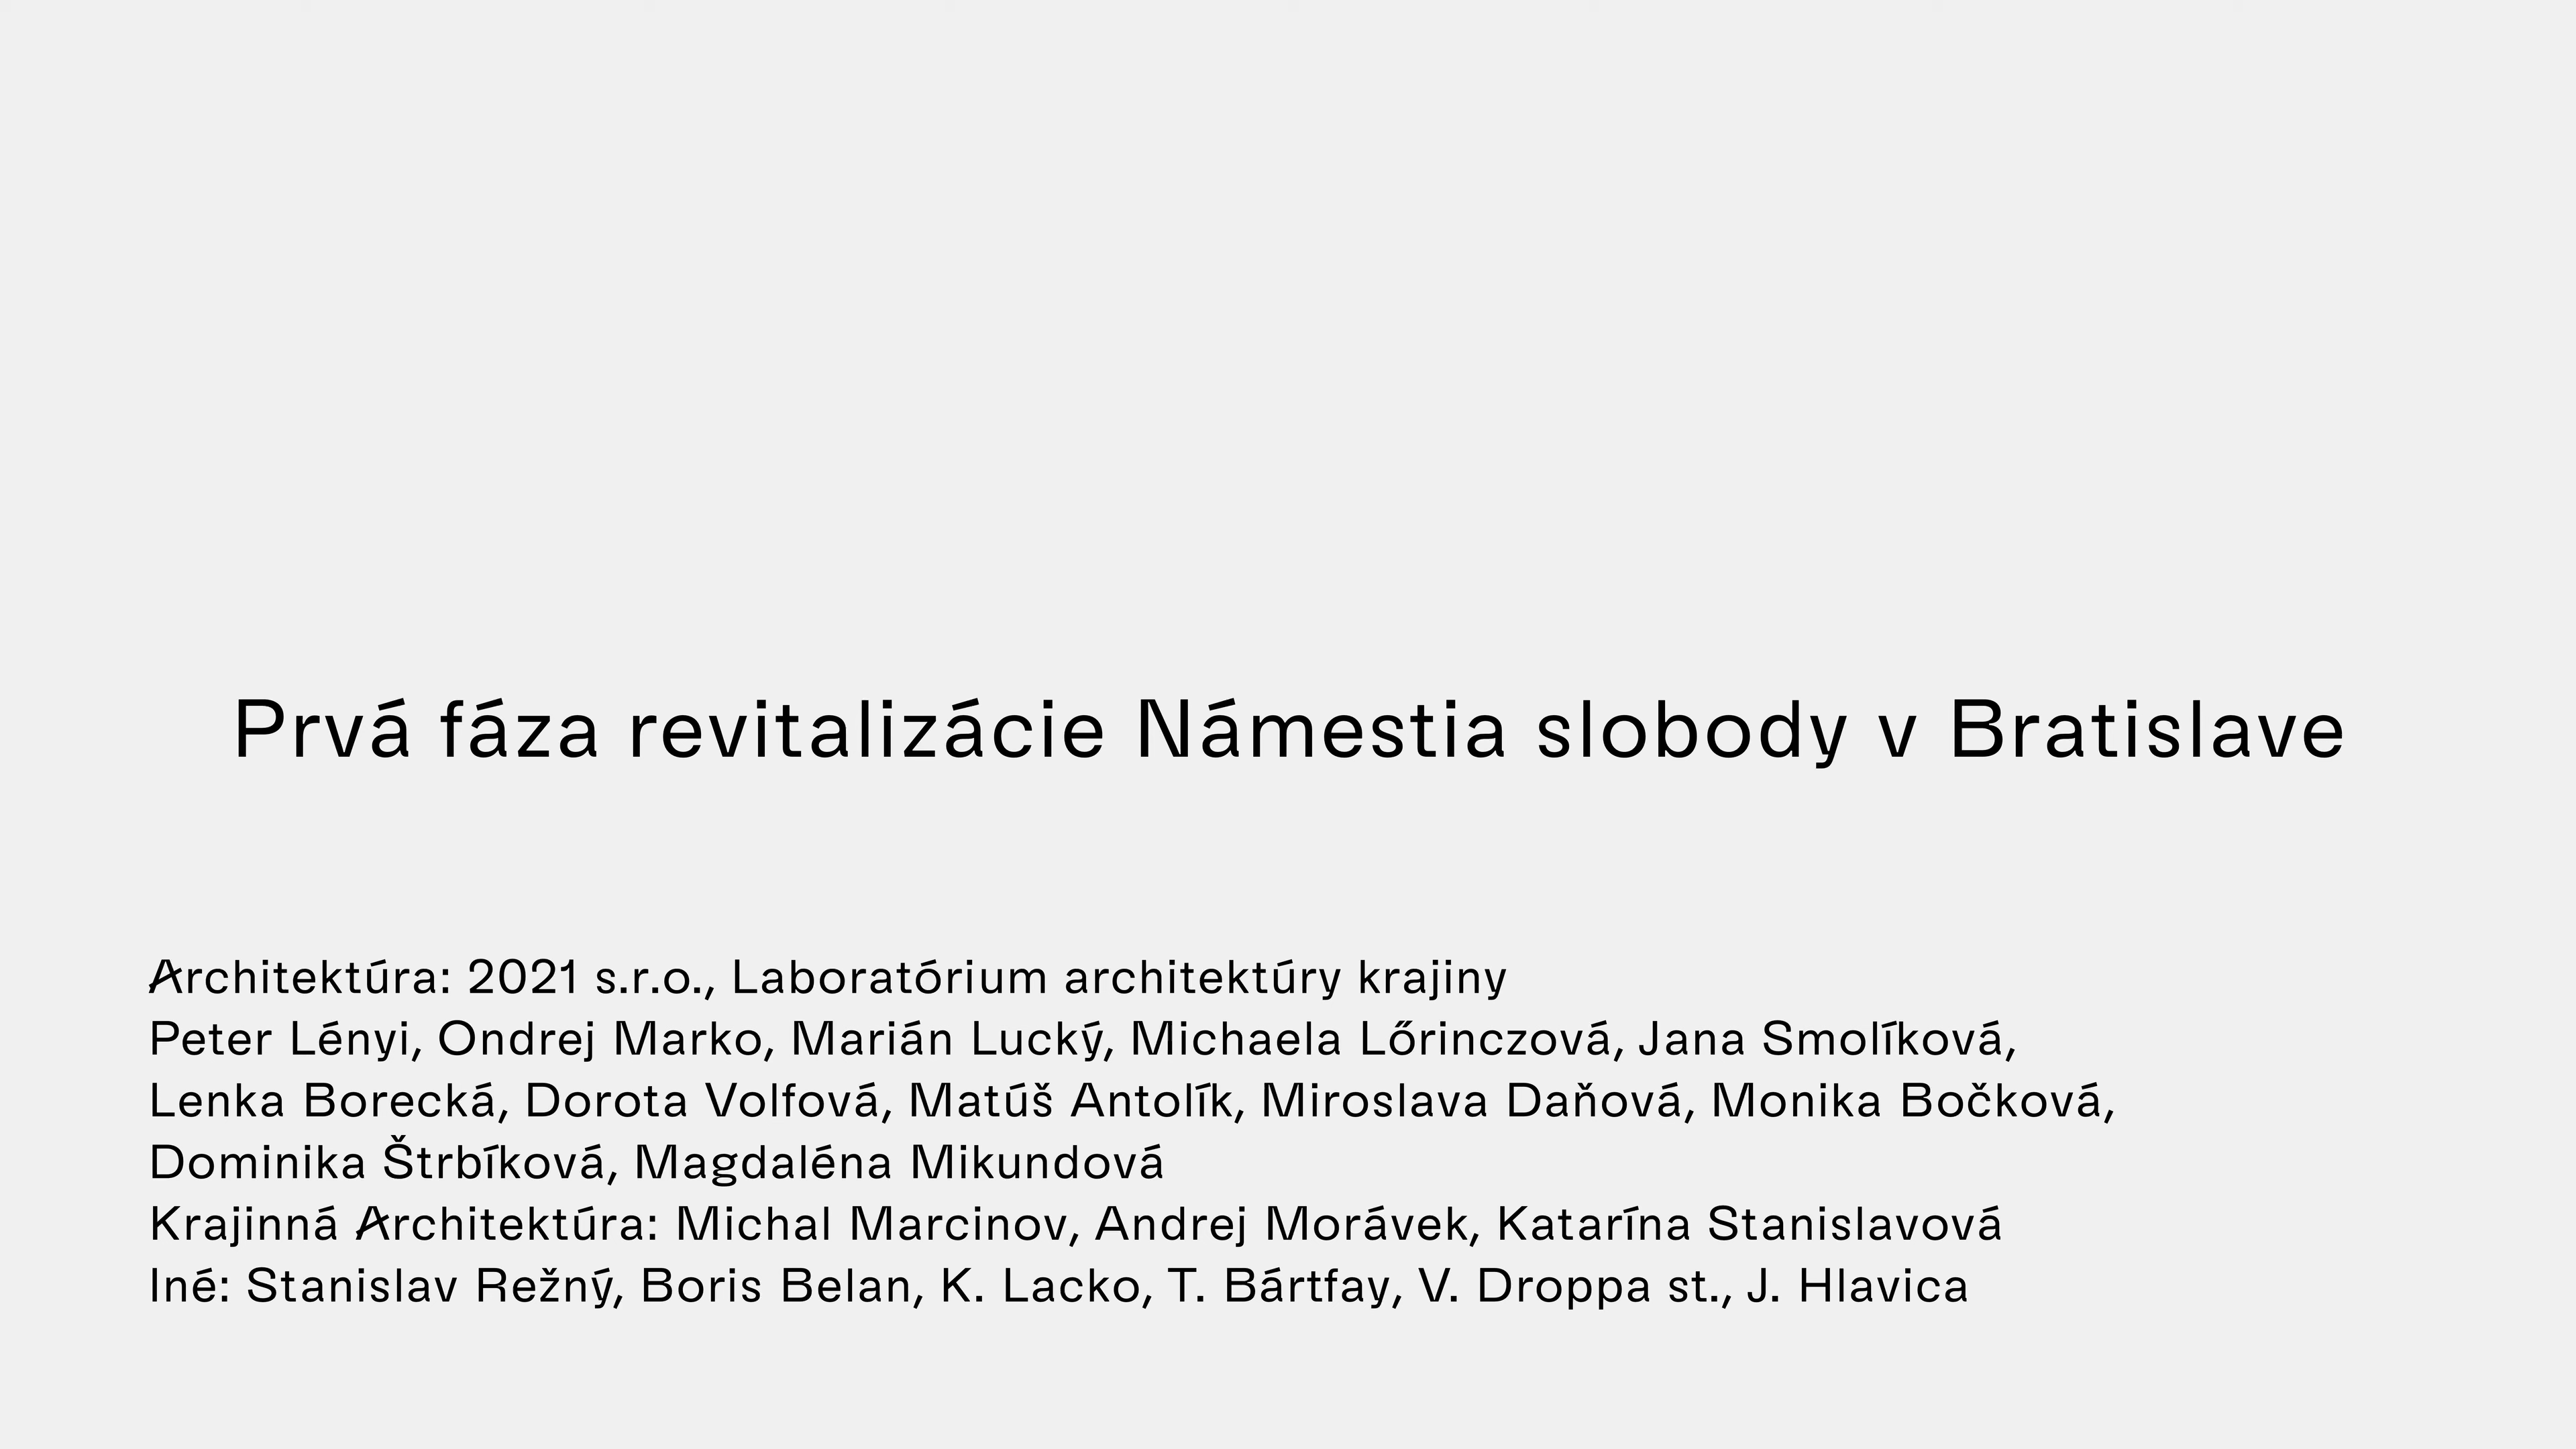 Prvá fáza revitalizácie Námestia slobody v Bratislave
Architektúra: 2021 s.r.o., Laboratórium architektúry krajiny
Peter Lényi, Ondrej Marko, Marián Lucký, Michaela Lőrinczová, Jana Smolíková,
Lenka Borecká, Dorota Volfová, Matúš Antolík, Miroslava Daňová, Monika Bočková,
Dominika Štrbíková, Magdaléna Mikundová
Krajinná Architektúra: Michal Marcinov, Andrej Morávek, Katarína Stanislavová
Iné: Stanislav Režný, Boris Belan, K. Lacko, T. Bártfay, V. Droppa st., J. Hlavica